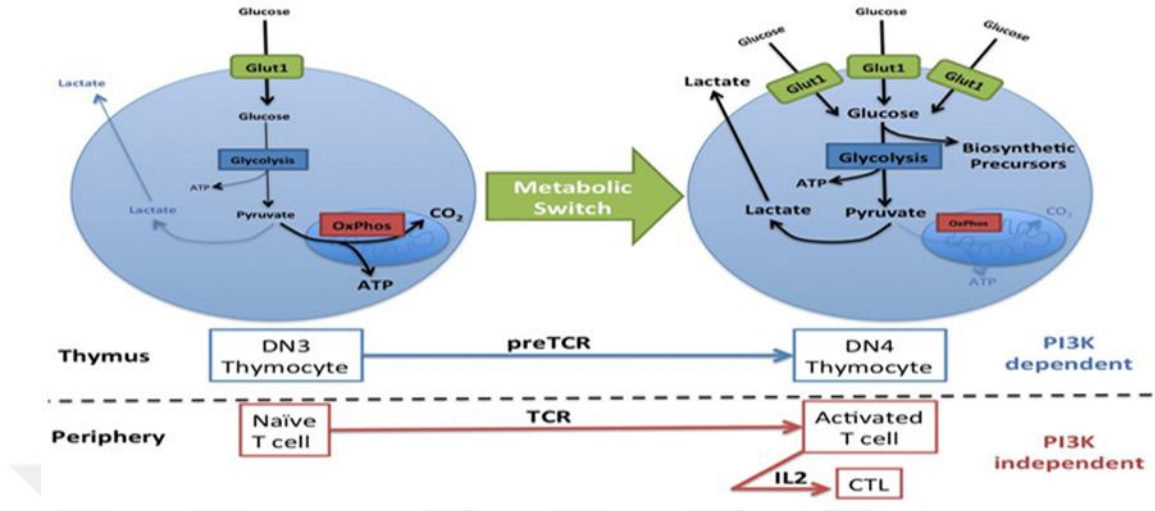 Glucose
Glut1
Lactate
Glucose
Glycolysis
ATP
Lactate
Pyruvate
OxPhos
CO2
ATP
Metabolic
Switch
Glucose
Glucose
Glucose
Glut1
Glut1
Glut1
Lactate
Glucose
Biosynthetic
Precursors
Glycolysis
ATP
Lactate
Pyruvate
OxPhos
CO2
ATP
Thymus
DN3
Thymocyte
preTCR
DN4
Thymocyte
PI3K
dependent
Periphery
Naïve
T cell
TCR
Activated
T cell
PI3K
independent
IL2
CTL